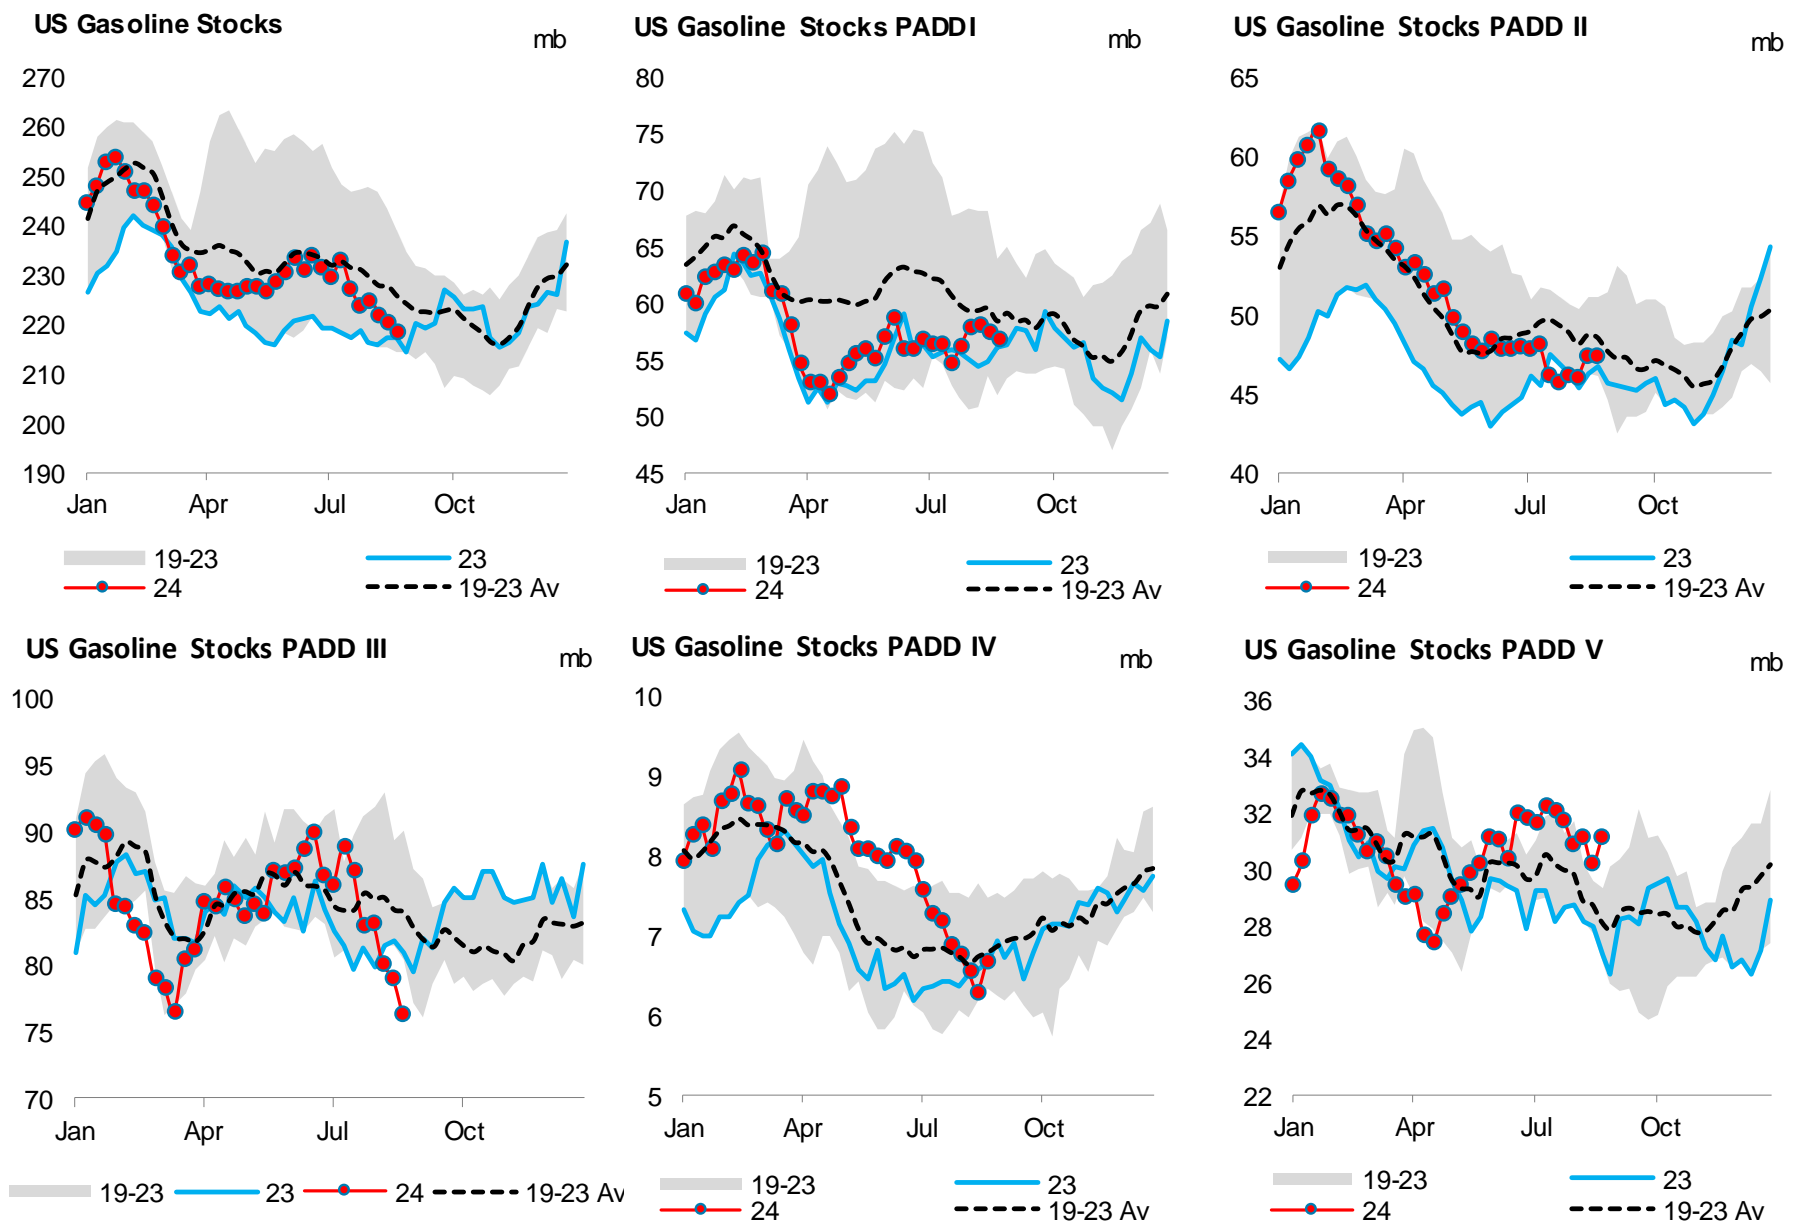 US Gasoline Stocks
mb
270
260
250
240
230
220
210
200
190
Jan Apr Jul Oct
19-23 23
24 19-23 Av
US Gasoline Stocks PADD I
mb
80
75
70
65
60
55
50
45
Jan Apr Jul Oct
19-23 23
24 19-23 Av
US Gasoline Stocks PADD II
mb
65
60
55
50
45
40
Jan Apr Jul Oct
19-23 23
24 19-23 Av
US Gasoline Stocks PADD III
mb
100
95
90
85
80
75
70
Jan Apr Jul Oct
19-23 23 24 19-23 Av
US Gasoline Stocks PADD IV
mb
10
9
8
7
6
5
Jan Apr Jul Oct
19-23 23
24 19-23 Av
US Gasoline Stocks PADD V
mb
36
34
32
30
28
26
24
22
Jan Apr Jul Oct
19-23 23
24 19-23 Av